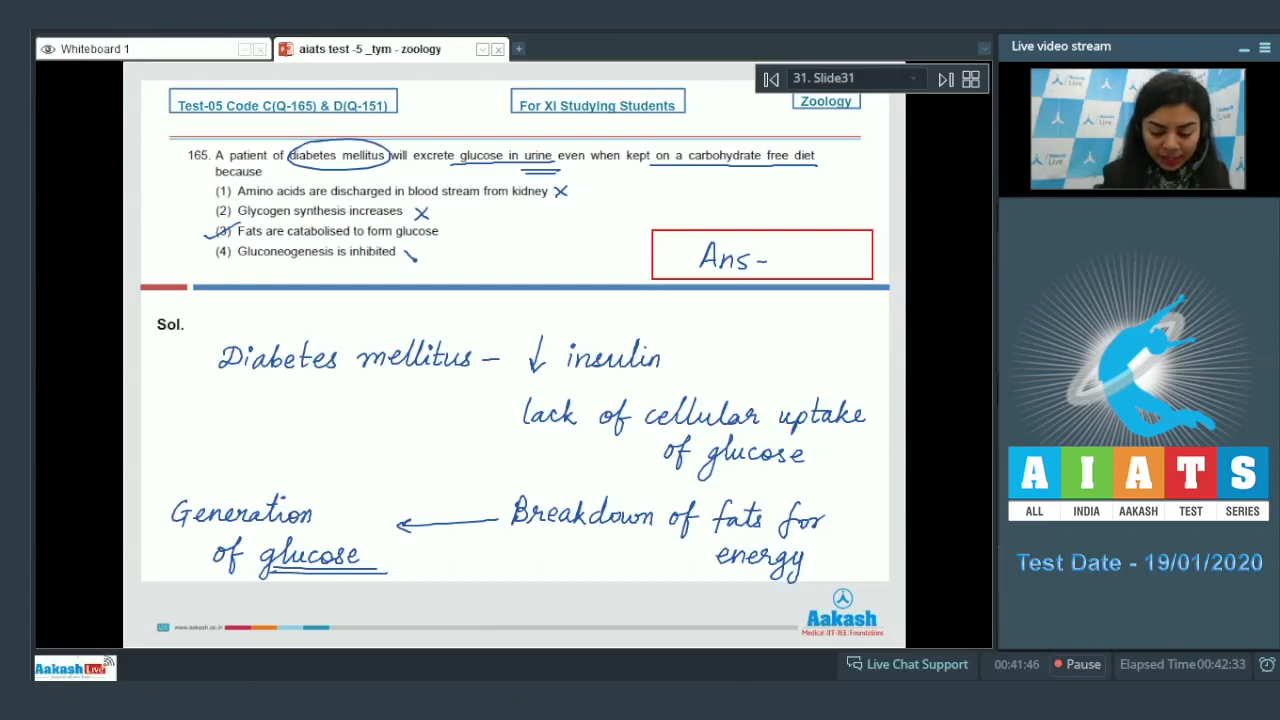 Whiteboard 1
aiats test -5 _tym - zoology
Live video stream
31. Slide31
Test-05 Code C(Q-165) & D(Q-151)
For XI Studying Students
Zoology
165. A patient of diabetes mellitus will excrete glucose in urine even when kept on a carbohydrate free diet
because
(1) Amino acids are discharged in blood stream from kidney
(2) Glycogen synthesis increases
(3) Fats are catabolised to form glucose
(4) Gluconeogenesis is inhibited
Ans-
Sol.
Diabetes mellitus - ↓ insulin
lack of cellular uptake
of glucose
Generation
of glucose
Breakdown of fats for
energy
www.aakash.ac.in
Aakash
Medical|IIT-JEE|Foundations
AIATS
ALL INDIA AAKASH TEST SERIES
Test Date - 19/01/2020
Aakash Live
Live Chat Support
00:41:46
Pause
Elapsed Time 00:42:33